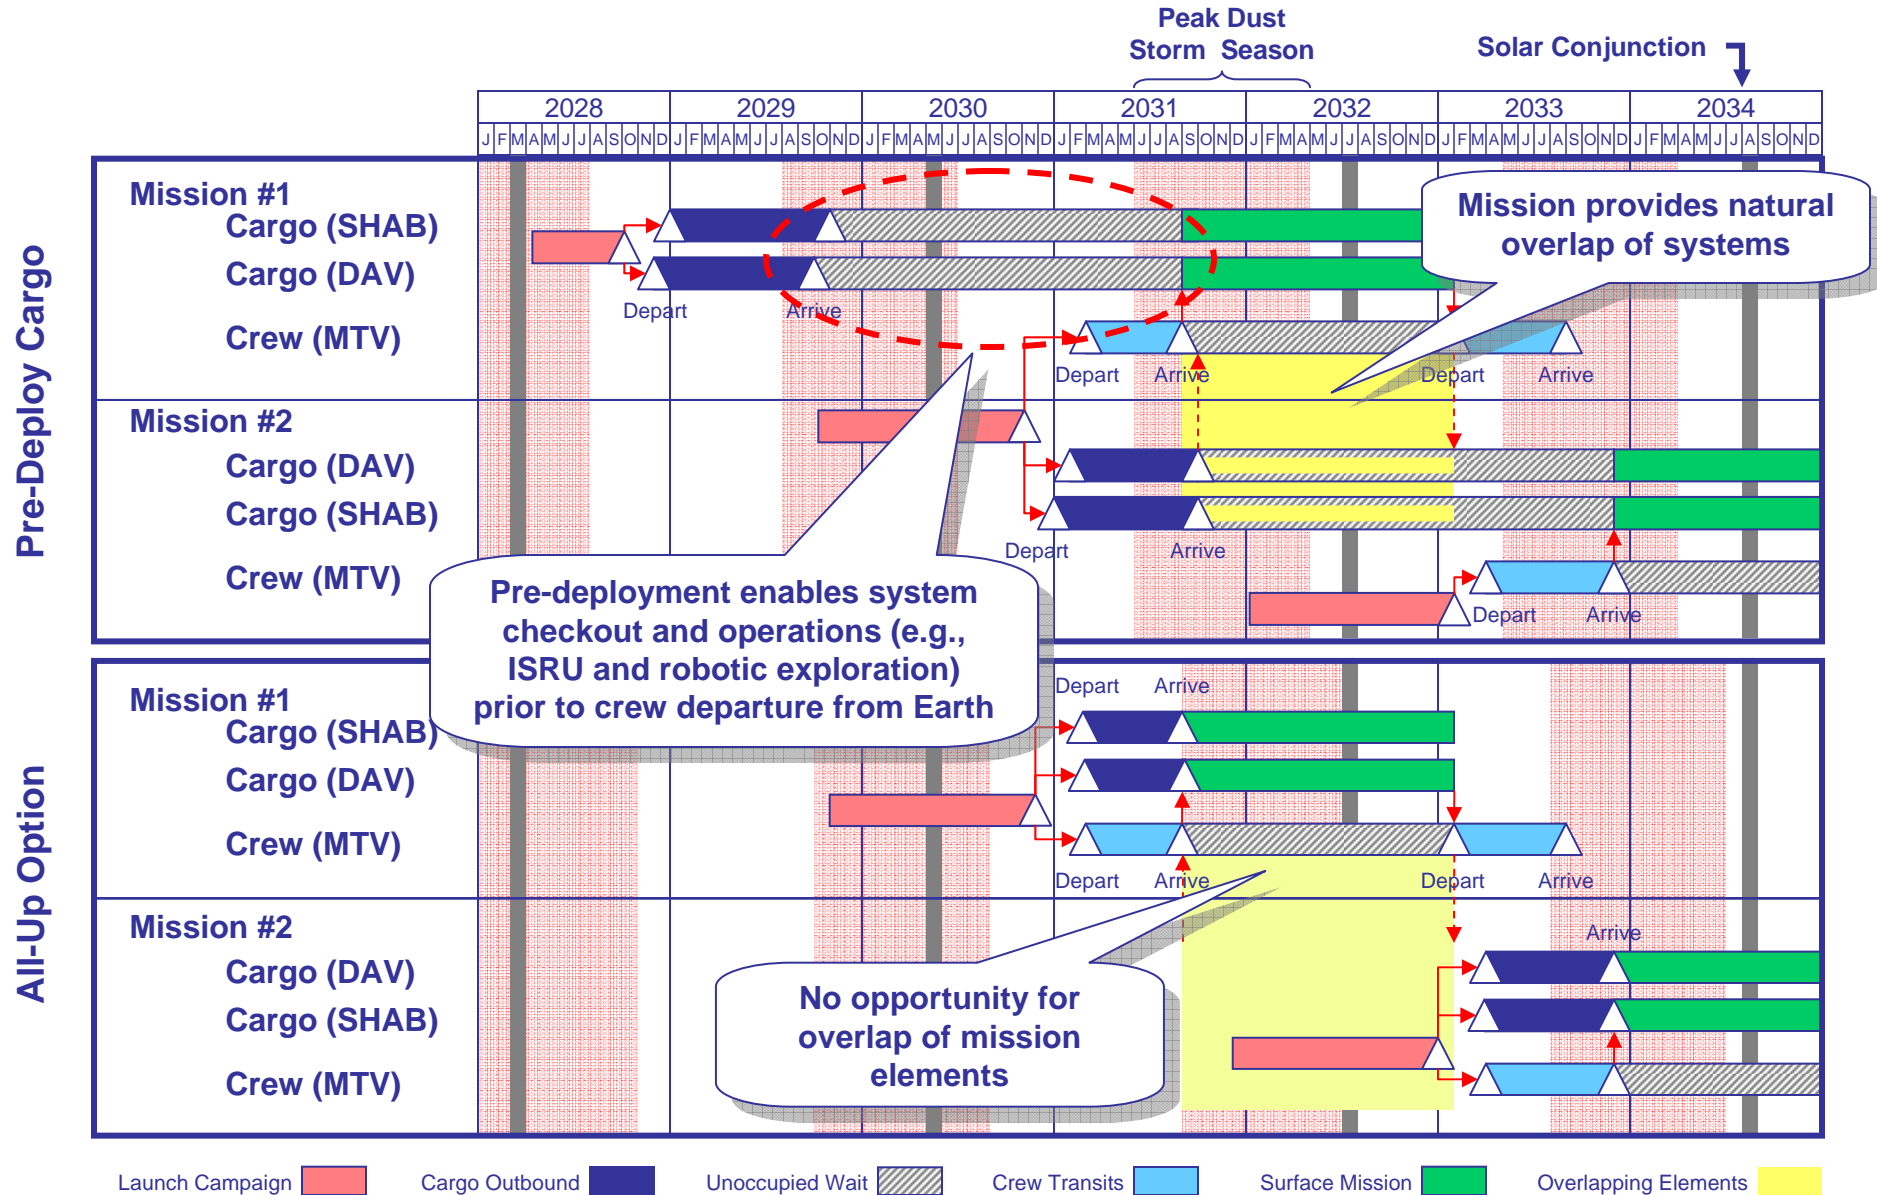 Peak Dust
Storm Season
Solar Conjunction
2028 2029 2030 2031 2032 2033 2034
J F M A M J J A S O N D J F M A M J J A S O N D J F M A M J J A S O N D J F M A M J J A S O N D J F M A M J J A S O N D J F M A M J J A S O N D J F M A M J J A S O N D
Pre-Deploy Cargo
Mission #1
Cargo (SHAB)
Cargo (DAV)
Depart Arrive
Crew (MTV)
Depart Arrive Depart Arrive
Mission provides natural
overlap of systems
Mission #2
Cargo (DAV)
Cargo (SHAB)
Depart Arrive
Crew (MTV)
Depart Arrive
Pre-deployment enables system
checkout and operations (e.g.,
ISRU and robotic exploration)
prior to crew departure from Earth
All-Up Option
Mission #1
Depart Arrive
Cargo (SHAB)
Cargo (DAV)
Crew (MTV)
Depart Arrive Depart Arrive
Mission #2
Arrive
Cargo (DAV)
Cargo (SHAB)
Crew (MTV)
No opportunity for
overlap of mission
elements
Launch Campaign Cargo Outbound Unoccupied Wait Crew Transits Surface Mission Overlapping Elements